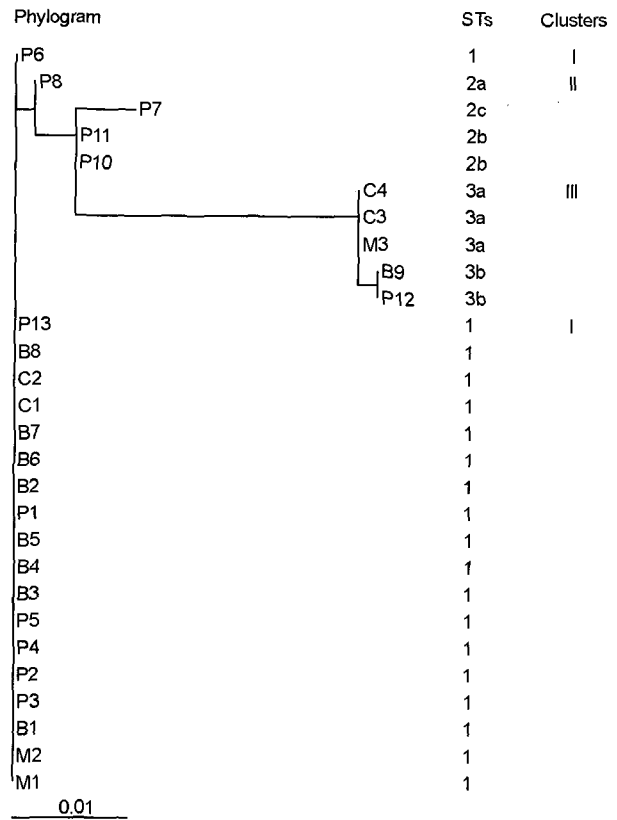 Phylogram STs Clusters
P6 1 I
P8 2a II
P7 2c
P11 2b
P10 2b
C4 3a III
C3 3a
M3 3a
B9 3b
P12 3b
P13 1 I
B8 1
C2 1
C1 1
B7 1
B6 1
B2 1
P1 1
B5 1
B4 1
B3 1
P5 1
P4 1
P2 1
P3 1
B1 1
M2 1
M1 1
0.01